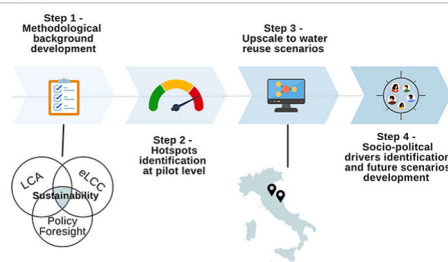 Step 1 -
Methodological
background
development
Step 3 -
Upscale to water
reuse scenarios
Step 2 -
Hotspots
identification
at pilot level
Step 4 -
Socio-politcal
drivers identification
and future scenarios
development
LCA
eLCC
Sustainability
Policy
Foresight